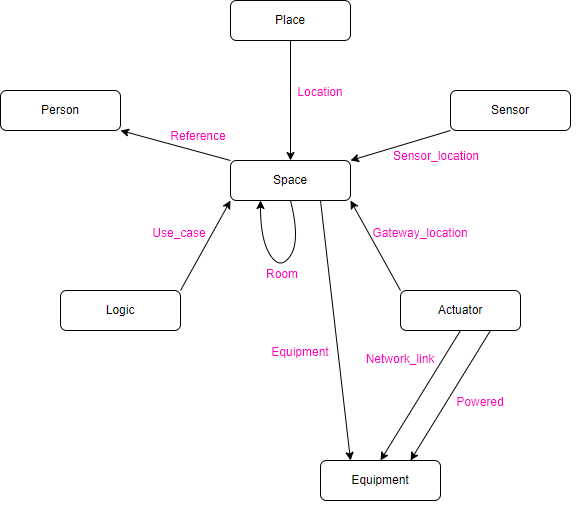 Place
Location
Person
Sensor
Reference
Sensor_location
Space
Use_case
Gateway_location
Room
Logic
Actuator
Equipment
Network_link
Powered
Equipment